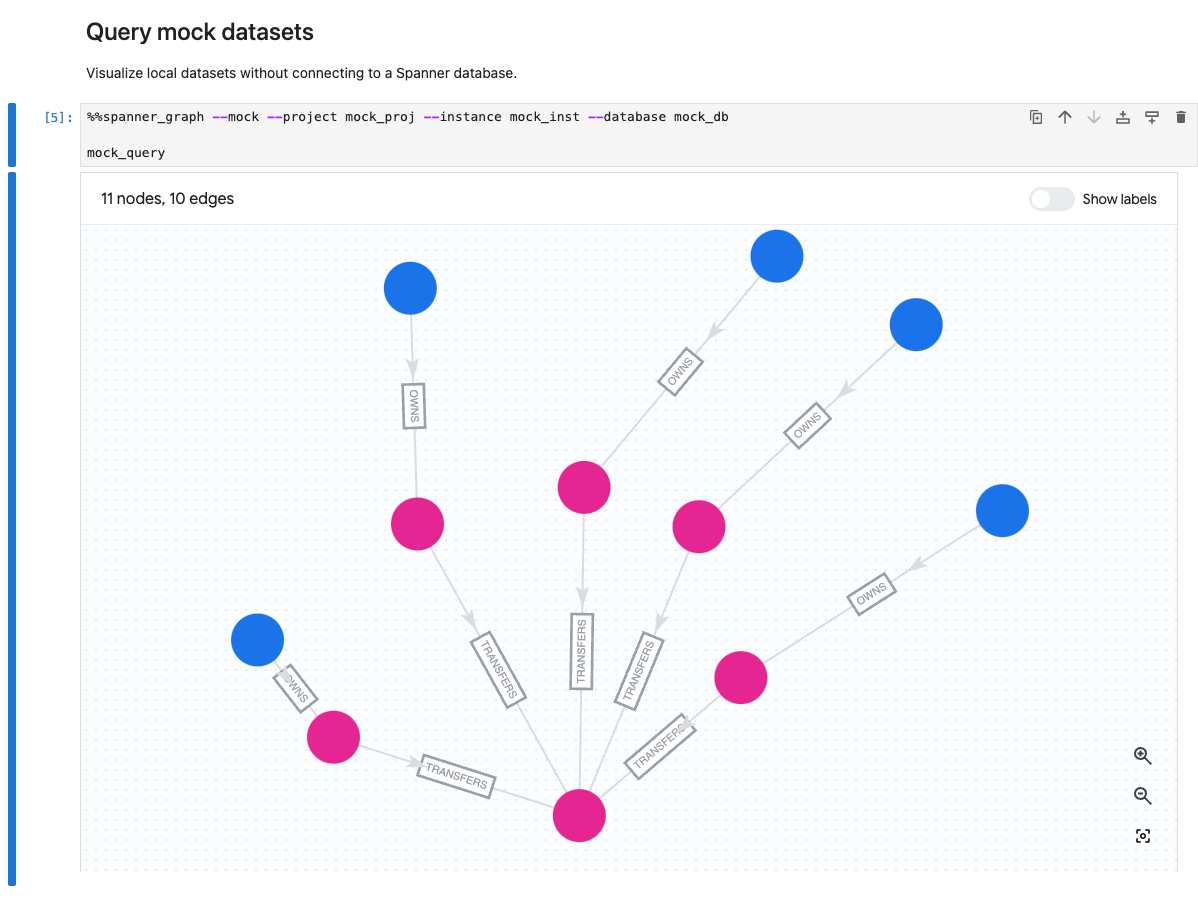 Query mock datasets
Visualize local datasets without connecting to a Spanner database.
[5]: %%spanner_graph --mock --project mock_proj --instance mock_inst --database mock_db
mock_query
11 nodes, 10 edges
Show labels
OWNS
OWNS
OWNS
OWNS
OWNS
TRANSFERS
TRANSFERS
TRANSFERS
TRANSFERS
TRANSFERS